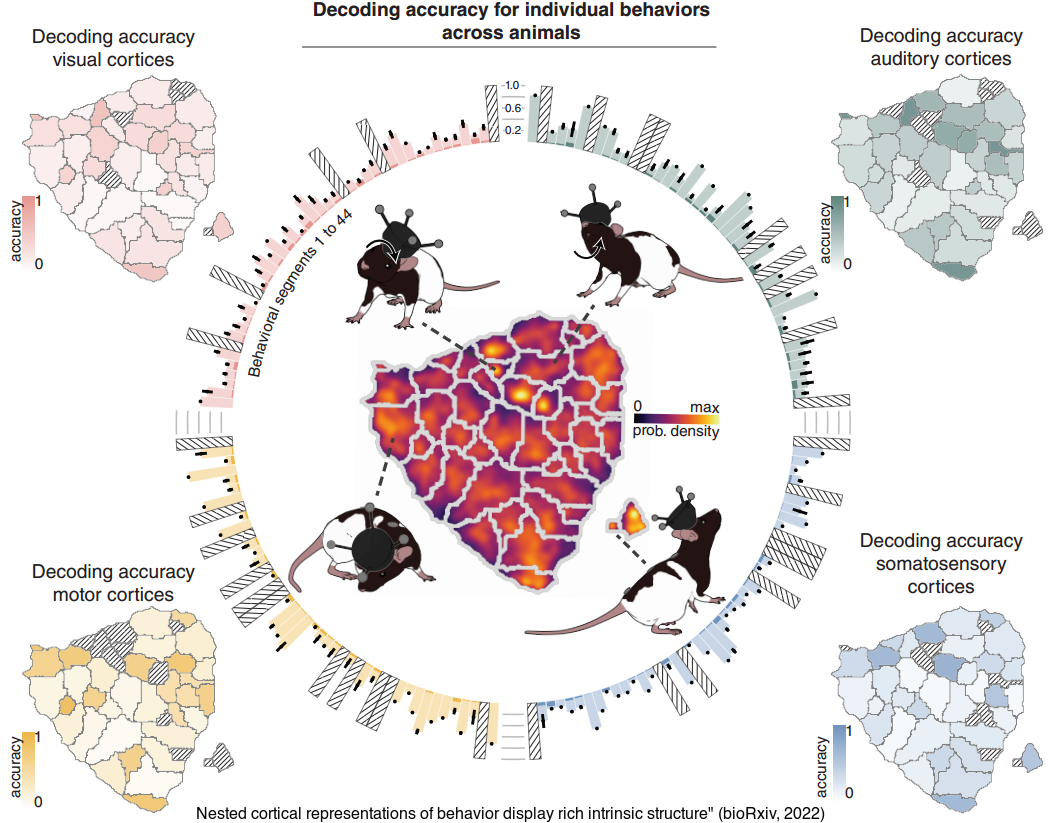 Decoding accuracy for individual behaviors
across animals
Decoding accuracy
visual cortices
Decoding accuracy
auditory cortices
1.0
0.6
0.2
accuracy
1
0
accuracy
1
0
Behavioral segments 1 to 44
0 max
prob. density
Decoding accuracy
motor cortices
Decoding accuracy
somatosensory
cortices
accuracy
1
0
accuracy
1
0
Nested cortical representations of behavior display rich intrinsic structure" (bioRxiv, 2022)